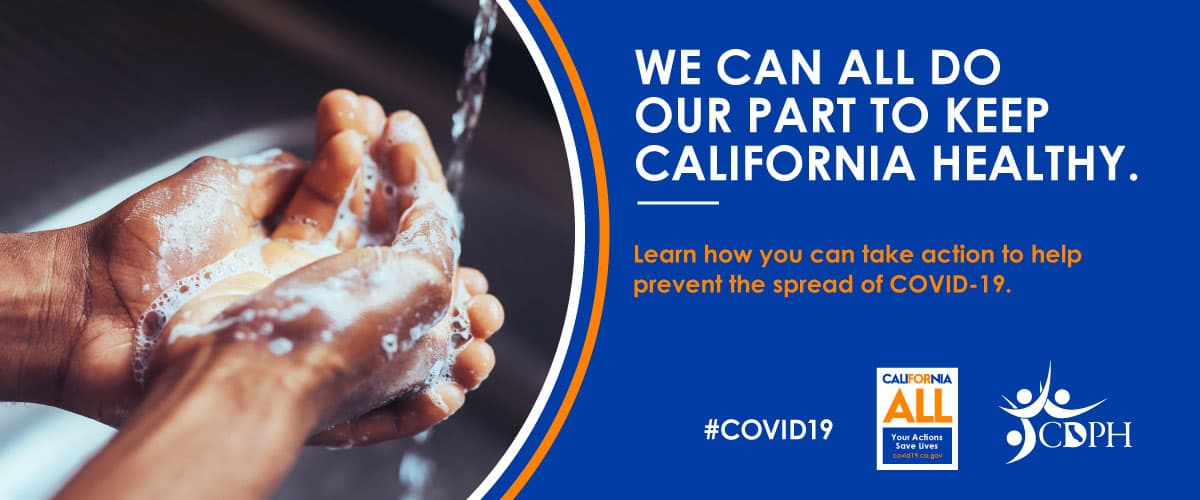 WE CAN ALL DO
OUR PART TO KEEP
CALIFORNIA HEALTHY.
Learn how you can take action to help
prevent the spread of COVID-19.
#COVID19
CALIFORNIA
ALL
Your Actions
Save Lives
covid19.ca.gov
CDPH